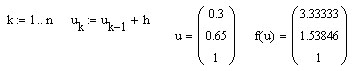 k := 1.. n   u_k := u_{k-1} + h   u = (0.3 0.65 1)   f(u) = (3.33333 1.53846 1)